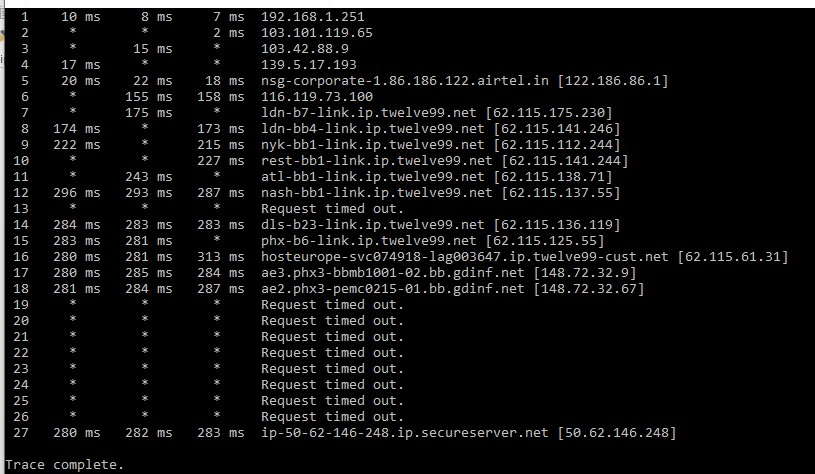 1 10 ms 8 ms 7 ms 192.168.1.251
2 * * 2 ms 103.101.119.65
3 * 15 ms * 103.42.88.9
4 17 ms * * 139.5.17.193
5 20 ms 22 ms 18 ms nsg-corporate-1.86.186.122.airtel.in [122.186.86.1]
6 * 155 ms 158 ms 116.119.73.100
7 * 175 ms * ldn-b7-link.ip.twelve99.net [62.115.175.230]
8 174 ms * 173 ms ldn-bb4-link.ip.twelve99.net [62.115.141.246]
9 222 ms * 215 ms nyk-bb1-link.ip.twelve99.net [62.115.112.244]
10 * * 227 ms rest-bb1-link.ip.twelve99.net [62.115.141.244]
11 * 243 ms * atl-bb1-link.ip.twelve99.net [62.115.138.71]
12 296 ms 293 ms 287 ms nash-bb1-link.ip.twelve99.net [62.115.137.55]
13 * * * Request timed out.
14 284 ms 283 ms 283 ms dls-b23-link.ip.twelve99.net [62.115.136.119]
15 283 ms 281 ms * phx-b6-link.ip.twelve99.net [62.115.125.55]
16 280 ms 281 ms 313 ms hosteurope-svc074918-lag003647.ip.twelve99-cust.net [62.115.61.31]
17 280 ms 285 ms 284 ms ae3.phx3-bbmb1001-02.bb.gdinf.net [148.72.32.9]
18 281 ms 284 ms 287 ms ae2.phx3-pemc0215-01.bb.gdinf.net [148.72.32.67]
19 * * * Request timed out.
20 * * * Request timed out.
21 * * * Request timed out.
22 * * * Request timed out.
23 * * * Request timed out.
24 * * * Request timed out.
25 * * * Request timed out.
26 * * * Request timed out.
27 280 ms 282 ms 283 ms ip-50-62-146-248.ip.secureserver.net [50.62.146.248]
Trace complete.